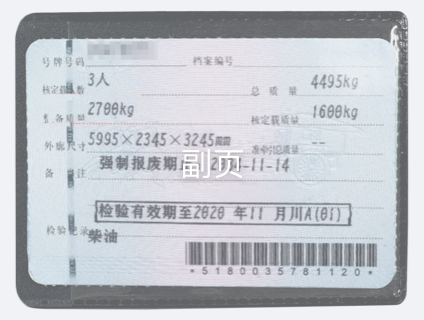 号牌号码 档案编号
核定载人数 3人 总质量 4495kg
整备质量 2700kg 核定载质量 1600kg
外廓尺寸 5995×2345×3245㎜ 准牵引总质量 --
备注 强制报废期 -11-14
副页
检验有效期至2020 年11 月川A(01)
检验记录 柴油
*5180035781120*